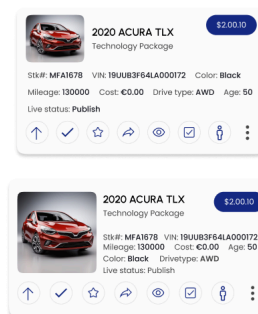 2020 ACURA TLX
$2.00.10
Technology Package
Stk#: MFA1678 VIN: 19UUB3F64LA000172 Color: Black
Mileage: 130000 Cost: €0.00 Drive type: AWD Age: 50
Live status: Publish
2020 ACURA TLX
$2.00.10
Technology Package
Stk#: MFA1678 VIN: 19UUB3F64LA000172
Mileage: 130000 Cost: €0.00 Age: 50
Color: Black Drivetype: AWD
Live status: Publish